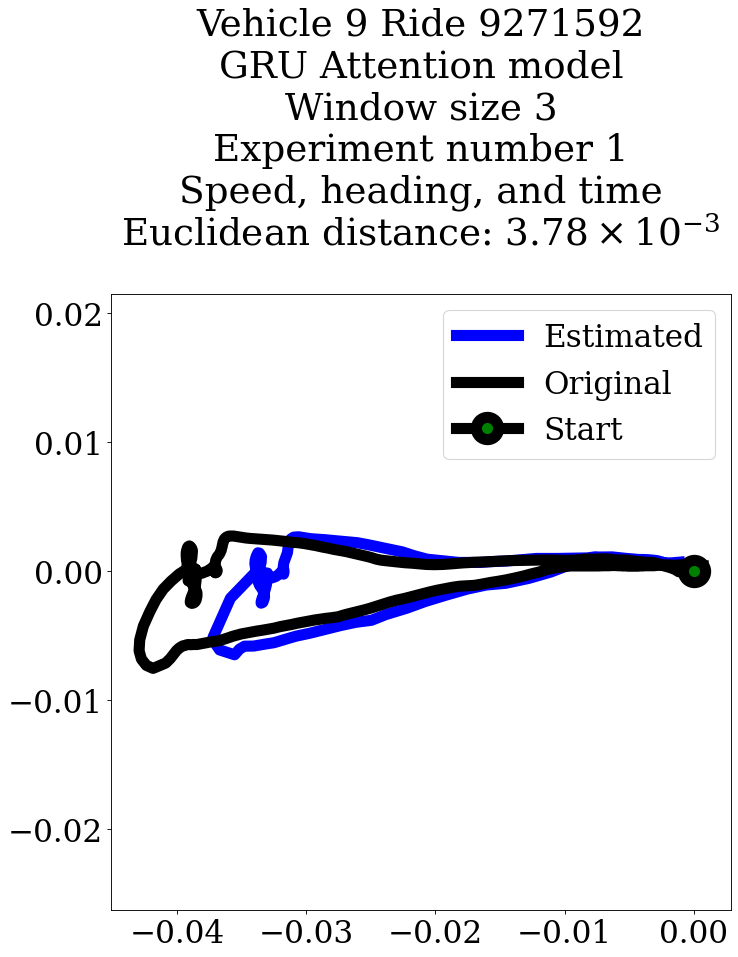 Vehicle 9 Ride 9271592
GRU Attention model
Window size 3
Experiment number 1
Speed, heading, and time
Euclidean distance: 3.78 × 10⁻³
Estimated
Original
Start
0.02
0.01
0.00
−0.01
−0.02
−0.04 −0.03 −0.02 −0.01 0.00